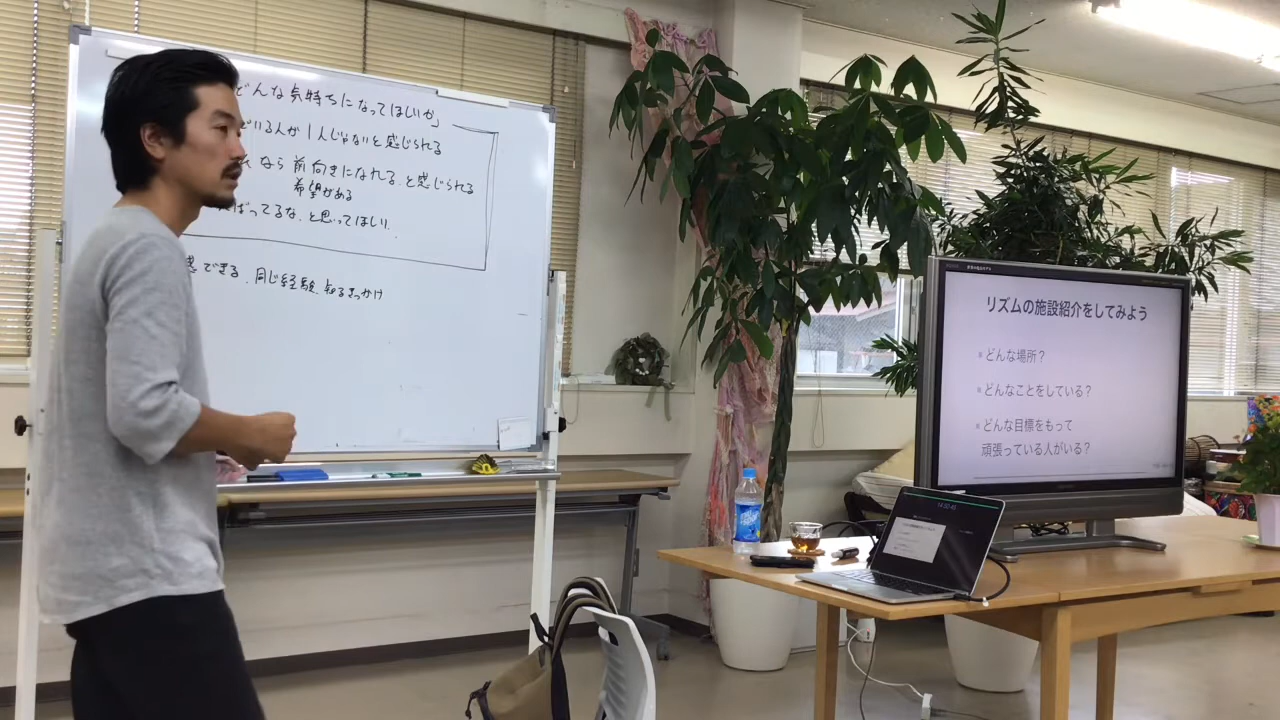 どんな気持ちになってほしいか」
でいる人が1人じゃないと感じられる
なら 前向きになれる、と感じられる
希望がある
ばってるな、と思ってほしい、
感できる、同じ経験、知るきっかけ
リズムの施設紹介をしてみよう
どんな場所？
どんなことをしている？
どんな目標をもって
頑張っている人がいる？